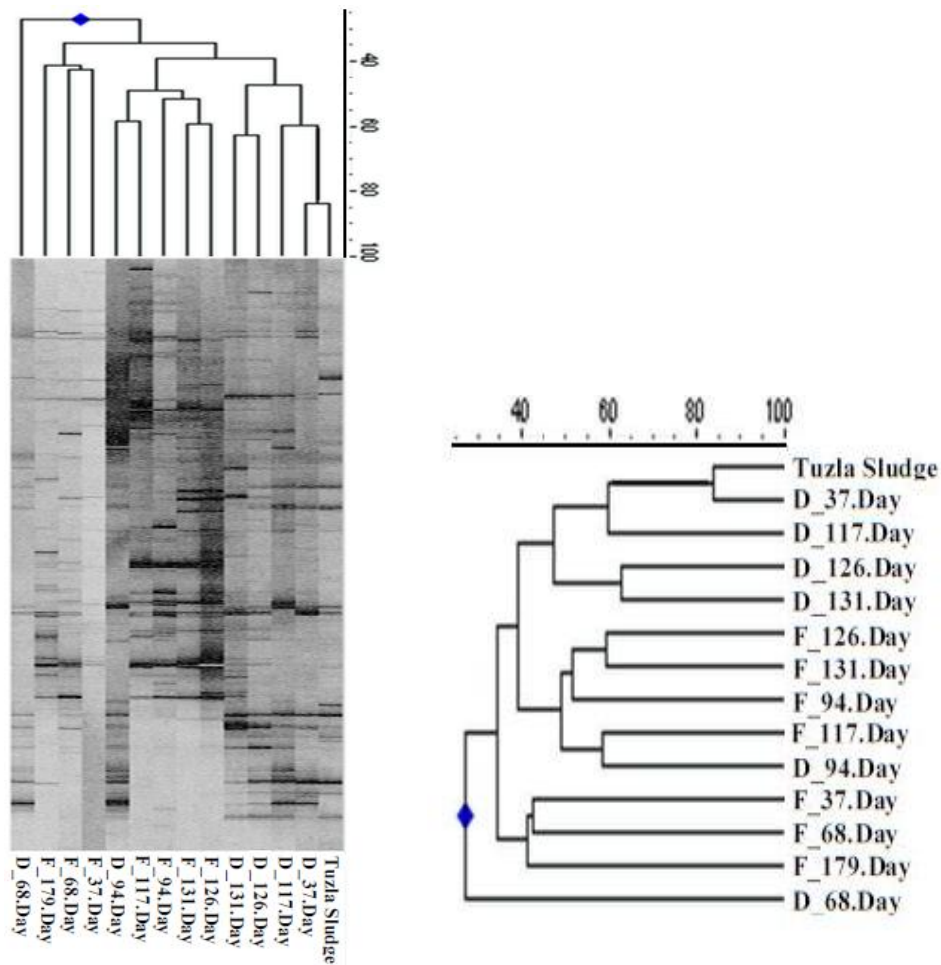 40
60
80
100
D_68.Day
F_179.Day
F_68.Day
F_37.Day
D_94.Day
F_117.Day
F_94.Day
F_131.Day
F_126.Day
D_131.Day
D_126.Day
D_117.Day
D_37.Day
Tuzla Sludge
40 60 80 100
Tuzla Sludge
D_37.Day
D_117.Day
D_126.Day
D_131.Day
F_126.Day
F_131.Day
F_94.Day
F_117.Day
D_94.Day
F_37.Day
F_68.Day
F_179.Day
D_68.Day